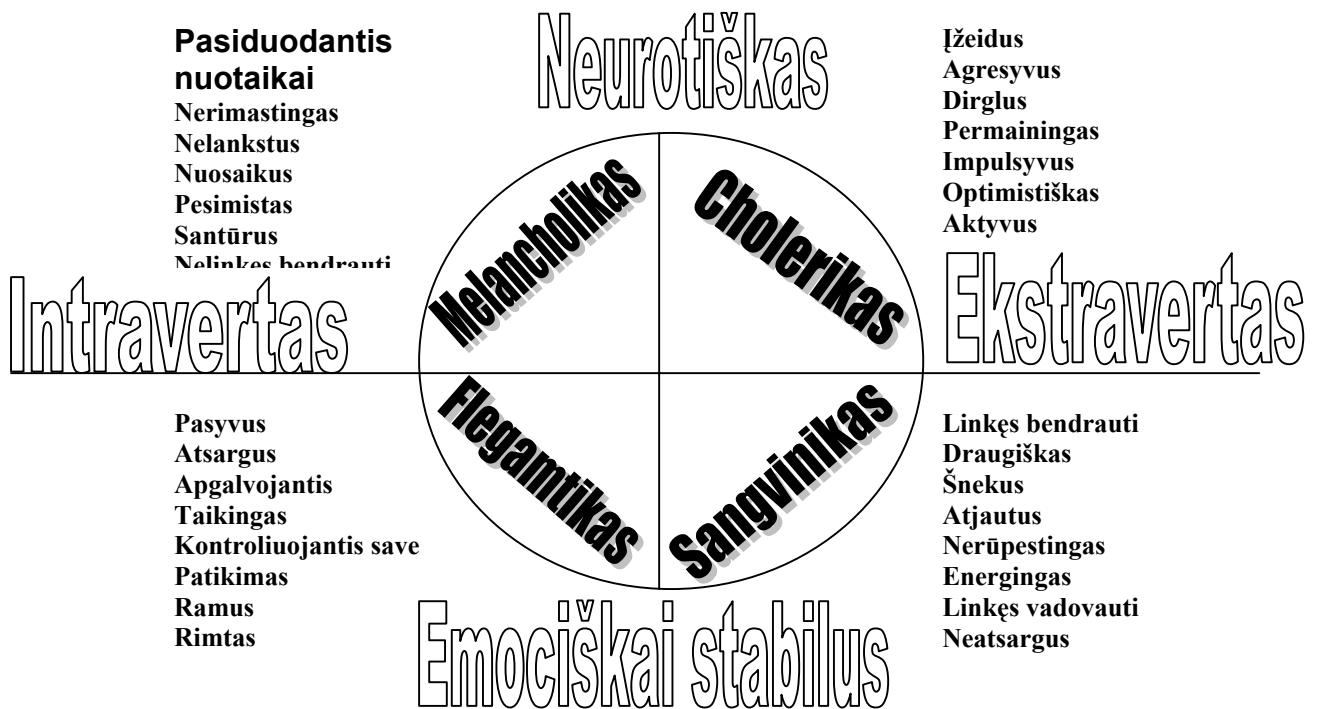 Neurotiškas
Pasiduodantis
nuotaikai
Nerimastingas
Nelankstus
Nuosaikus
Pesimistas
Santūrus
Nelinkęs bendrauti
Įžeidus
Agresyvus
Dirglus
Permainingas
Impulsyvus
Optimistiškas
Aktyvus
Melancholikas
Cholerikas
Intravertas
Ekstravertas
Flegamtikas
Sangvinikas
Pasyvus
Atsargus
Apgalvojantis
Taikingas
Kontroliuojantis save
Patikimas
Ramus
Rimtas
Linkęs bendrauti
Draugiškas
Šnekus
Atjautus
Nerūpestingas
Energingas
Linkęs vadovauti
Neatsargus
Emociškai stabilus